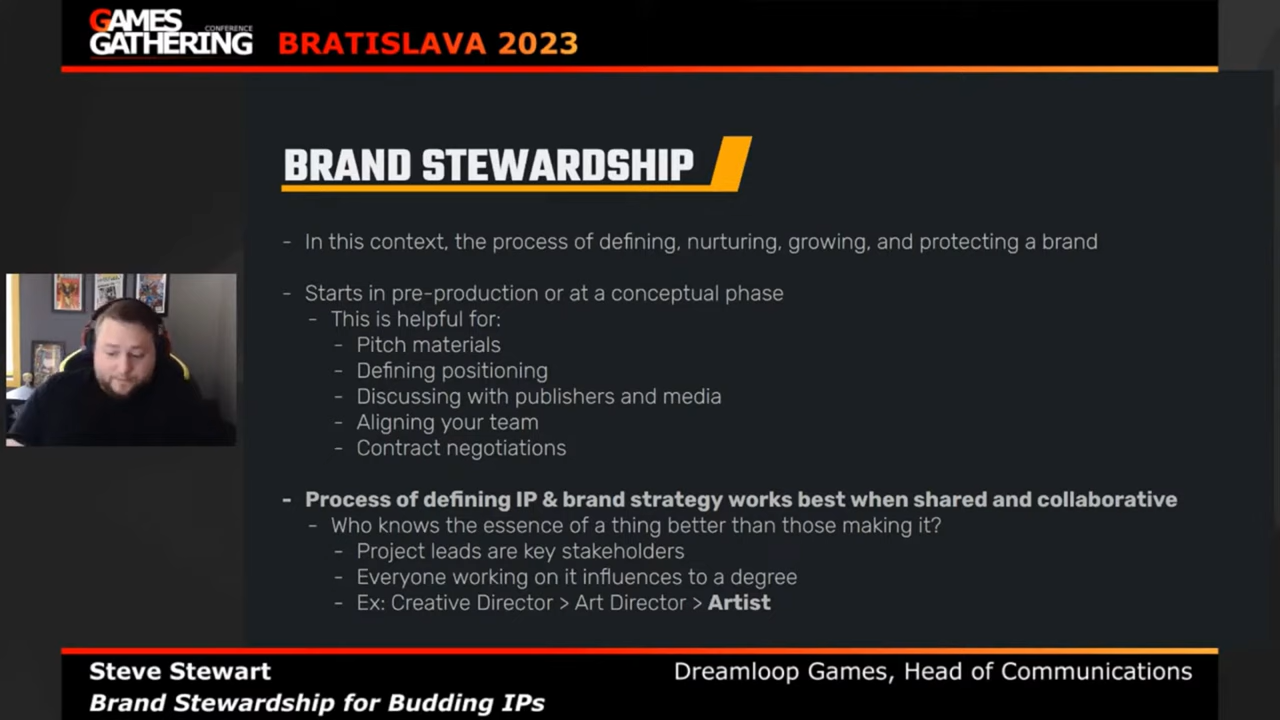 GAMES
GATHERING
CONFERENCE
BRATISLAVA 2023
BRAND STEWARDSHIP
- In this context, the process of defining, nurturing, growing, and protecting a brand
- Starts in pre-production or at a conceptual phase
- This is helpful for:
- Pitch materials
- Defining positioning
- Discussing with publishers and media
- Aligning your team
- Contract negotiations
- Process of defining IP & brand strategy works best when shared and collaborative
- Who knows the essence of a thing better than those making it?
- Project leads are key stakeholders
- Everyone working on it influences to a degree
- Ex: Creative Director > Art Director > Artist
Steve Stewart
Dreamloop Games, Head of Communications
Brand Stewardship for Budding IPs